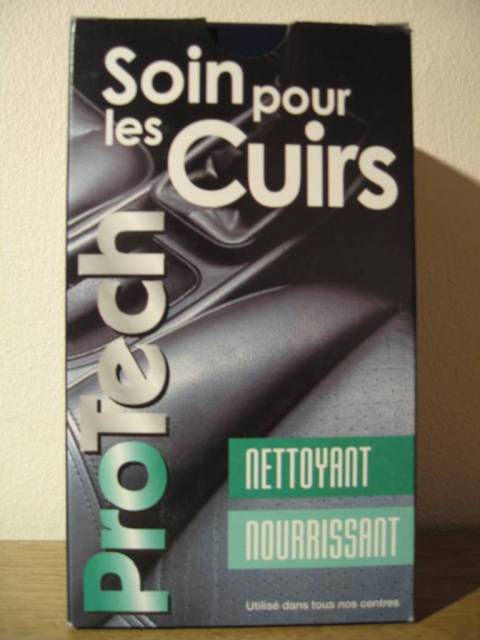 Soin pour
les Cuirs
ProTech
NETTOYANT
NOURRISSANT
Utilisé dans tous nos centres